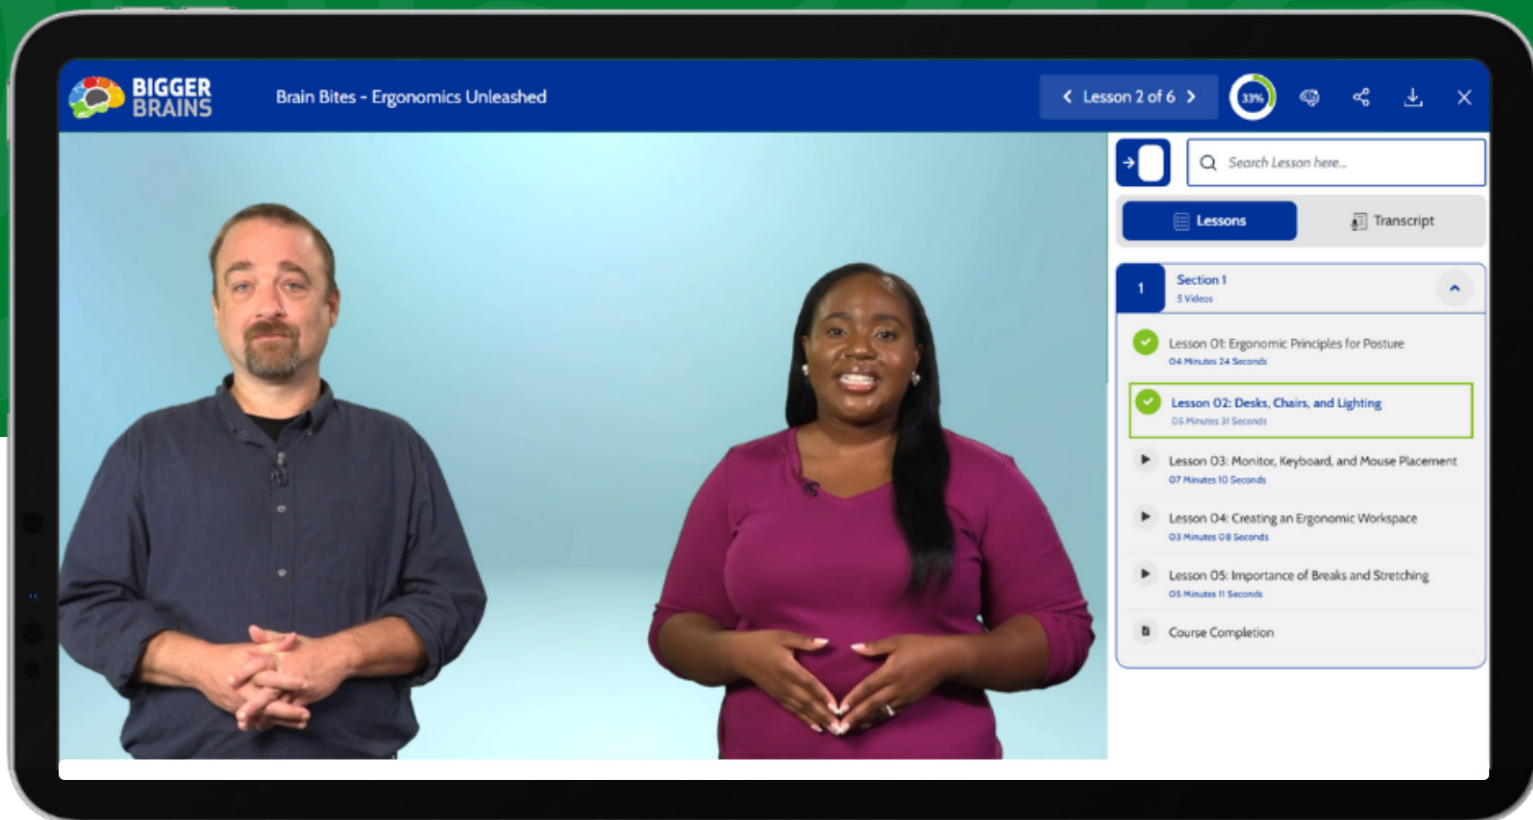 BIGGER
BRAINS
Brain Bites - Ergonomics Unleashed
Lesson 2 of 6
33%
Search Lesson here...
Lessons
Transcript
1
Section 1
5 Videos
Lesson 01: Ergonomic Principles for Posture
04 Minutes 24 Seconds
Lesson 02: Desks, Chairs, and Lighting
05 Minutes 31 Seconds
Lesson 03: Monitor, Keyboard, and Mouse Placement
07 Minutes 10 Seconds
Lesson 04: Creating an Ergonomic Workspace
03 Minutes 08 Seconds
Lesson 05: Importance of Breaks and Stretching
05 Minutes 11 Seconds
Course Completion